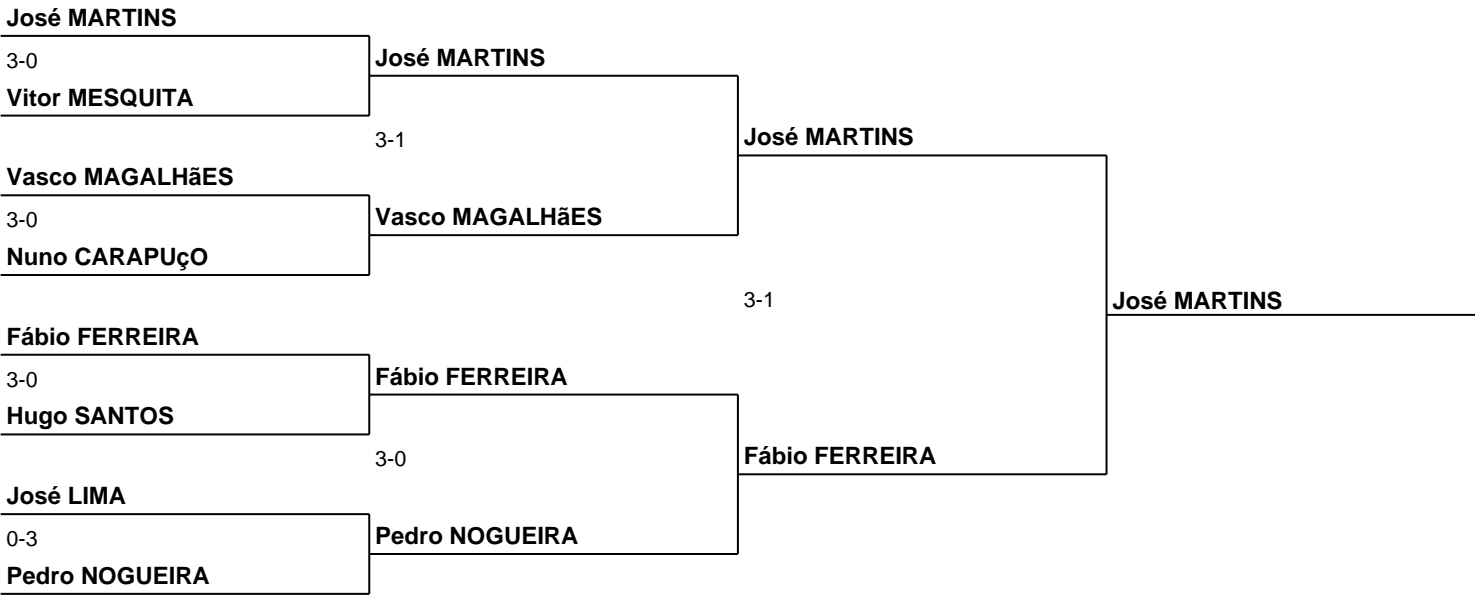 José MARTINS
3-0
Vitor MESQUITA
Vasco MAGALHãES
3-0
Nuno CARAPUçO
Fábio FERREIRA
3-0
Hugo SANTOS
José LIMA
0-3
Pedro NOGUEIRA
José MARTINS
3-1
Vasco MAGALHãES
Fábio FERREIRA
3-0
Pedro NOGUEIRA
José MARTINS
3-1
Fábio FERREIRA
José MARTINS